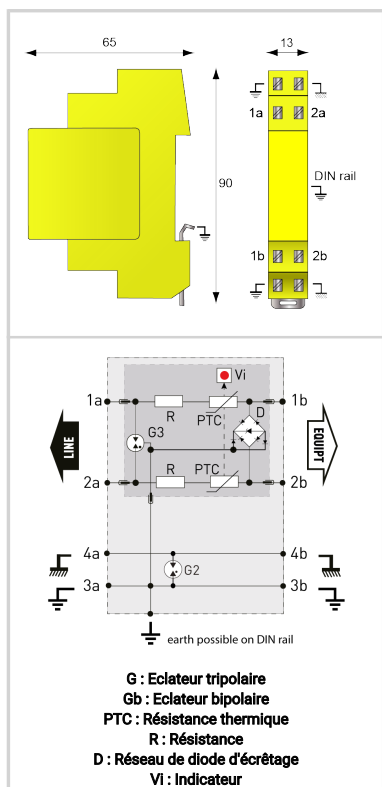 65
13
1a
2a
90
DIN rail
1b
2b
Vi
1a
R
PTC
D
1b
G3
LINE
EQUIPT
R
PTC
2a
2b
4a
4b
G2
3a
3b
earth possible on DIN rail
G : Eclateur tripolaire
Gb : Eclateur bipolaire
PTC : Résistance thermique
R : Résistance
D : Réseau de diode d'écrêtage
Vi : Indicateur